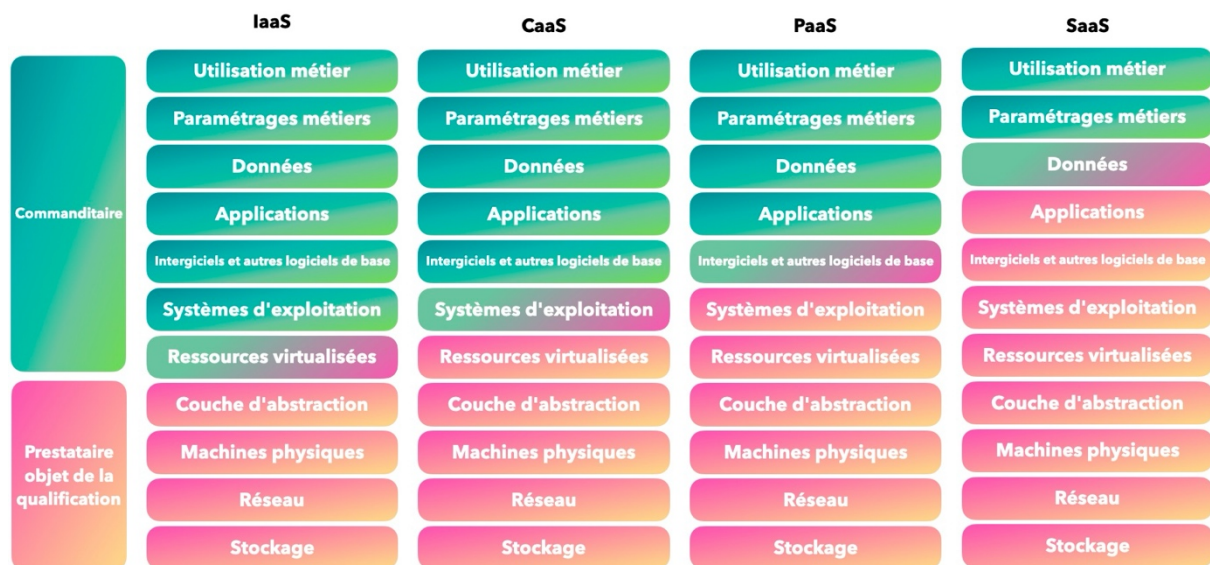 IaaS
CaaS
PaaS
SaaS
Commanditaire
Prestataire
objet de la
qualification
Utilisation métier
Paramétrages métiers
Données
Applications
Intergiciels et autres logiciels de base
Systèmes d'exploitation
Ressources virtualisées
Couche d'abstraction
Machines physiques
Réseau
Stockage
Utilisation métier
Paramétrages métiers
Données
Applications
Intergiciels et autres logiciels de base
Systèmes d'exploitation
Ressources virtualisées
Couche d'abstraction
Machines physiques
Réseau
Stockage
Utilisation métier
Paramétrages métiers
Données
Applications
Intergiciels et autres logiciels de base
Systèmes d'exploitation
Ressources virtualisées
Couche d'abstraction
Machines physiques
Réseau
Stockage
Utilisation métier
Paramétrages métiers
Données
Applications
Intergiciels et autres logiciels de base
Systèmes d'exploitation
Ressources virtualisées
Couche d'abstraction
Machines physiques
Réseau
Stockage